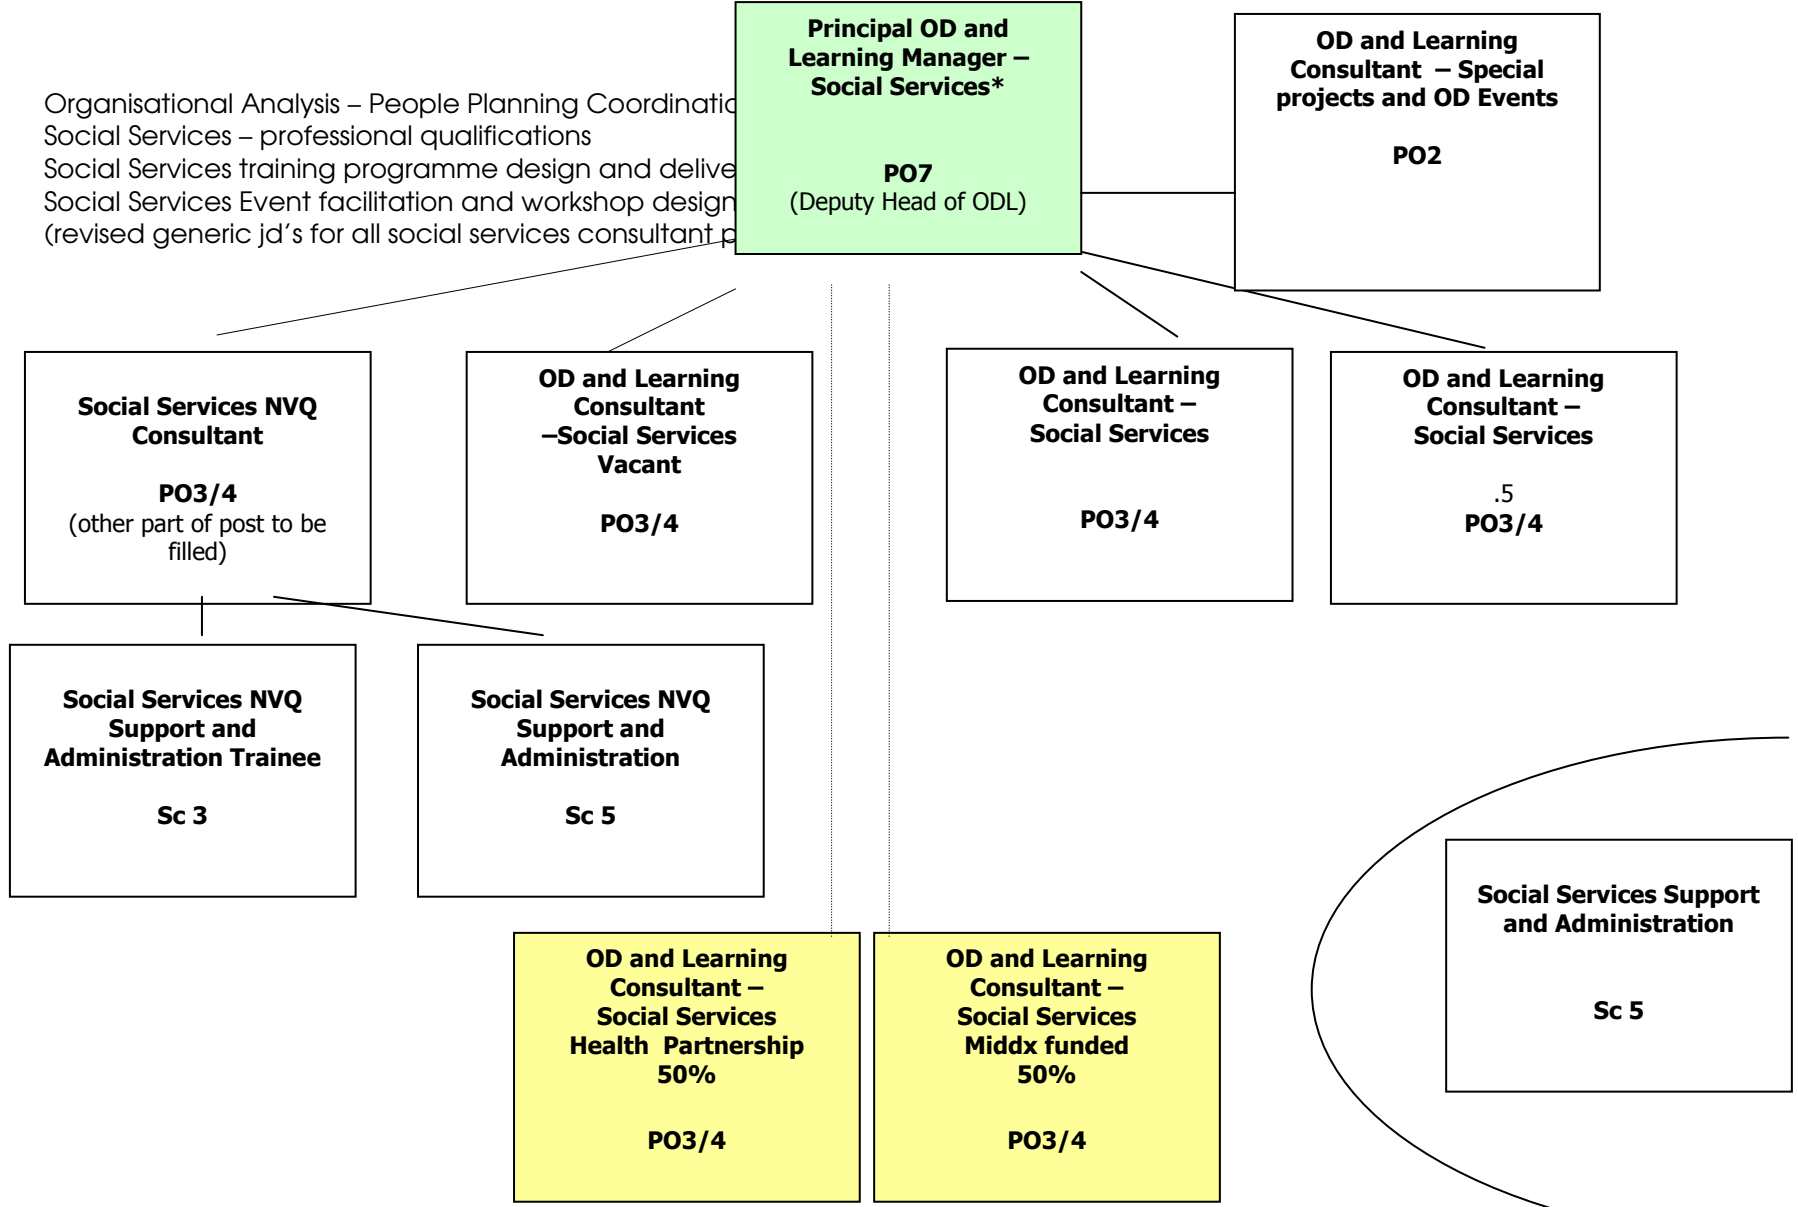 Principal OD and
Learning Manager –
Social Services*
PO7
(Deputy Head of ODL)
OD and Learning
Consultant – Special
projects and OD Events
PO2
Organisational Analysis – People Planning
Social Services – professional qualifications
Social Services training programme design and
Social Services Event facilitation and workshop design
(revised generic jd's for all social services consultant
Social Services NVQ
Consultant
PO3/4
(other part of post to be
filled)
OD and Learning
Consultant
–Social Services
Vacant
PO3/4
OD and Learning
Consultant –
Social Services
PO3/4
OD and Learning
Consultant –
Social Services
.5
PO3/4
Social Services NVQ
Support and
Administration Trainee
Sc 3
Social Services NVQ
Support and
Administration
Sc 5
Social Services Support
and Administration
Sc 5
OD and Learning
Consultant –
Social Services
Health Partnership
50%
PO3/4
OD and Learning
Consultant –
Social Services
Middx funded
50%
PO3/4